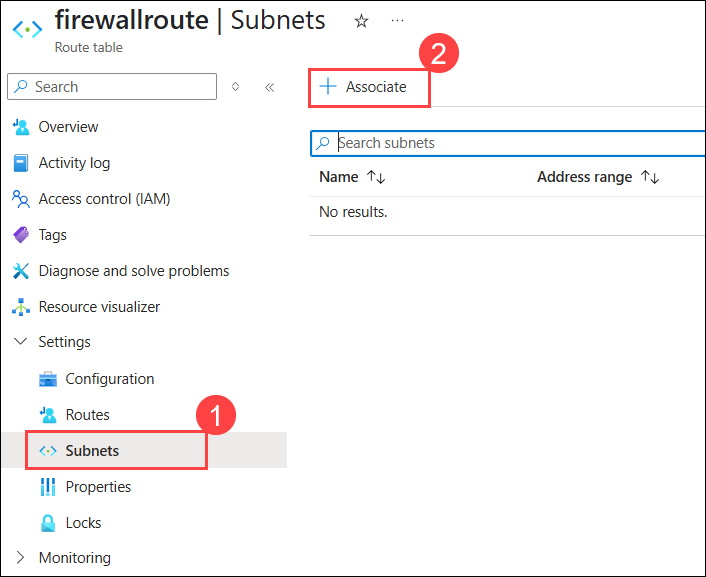 firewallroute | Subnets
Route table
Search
Overview
Activity log
Access control (IAM)
Tags
Diagnose and solve problems
Resource visualizer
Settings
Configuration
Routes
1
Subnets
Properties
Locks
Monitoring
2
Associate
Search subnets
Name Address range
No results.